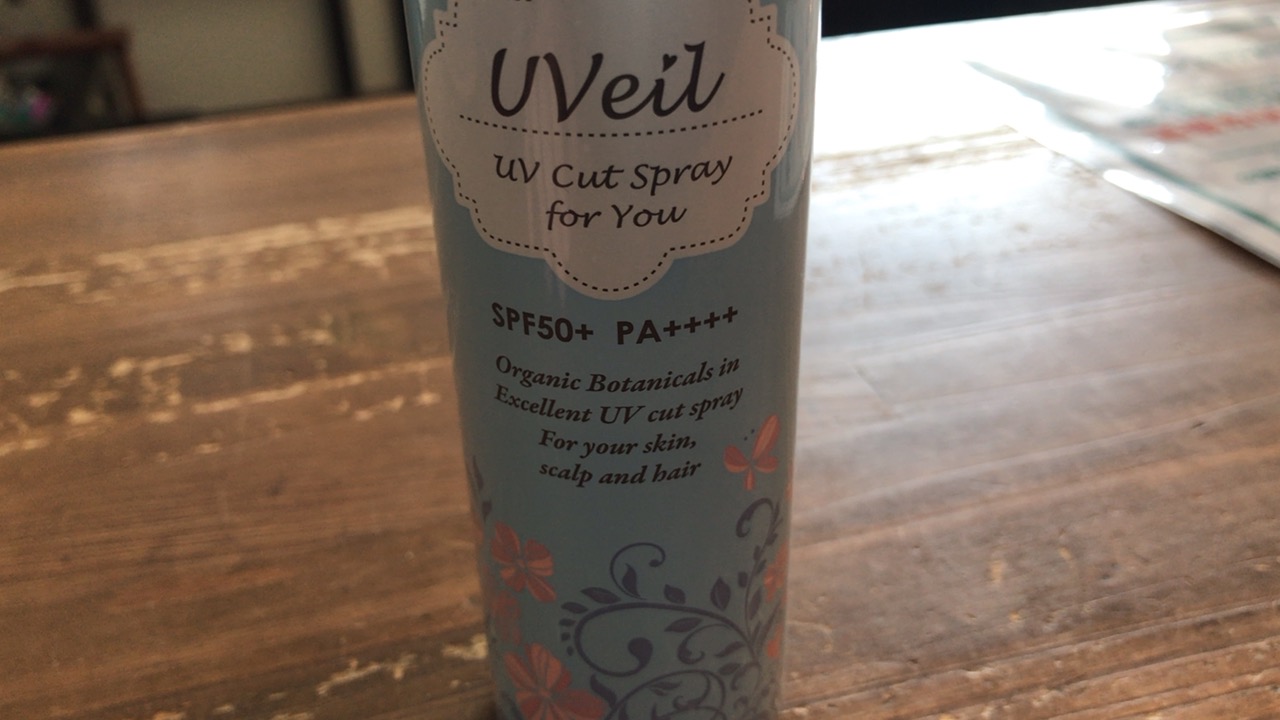 UVeil
UV Cut Spray
for You
SPF50+ PA++++
Organic Botanicals in
Excellent UV cut spray
For your skin,
scalp and hair